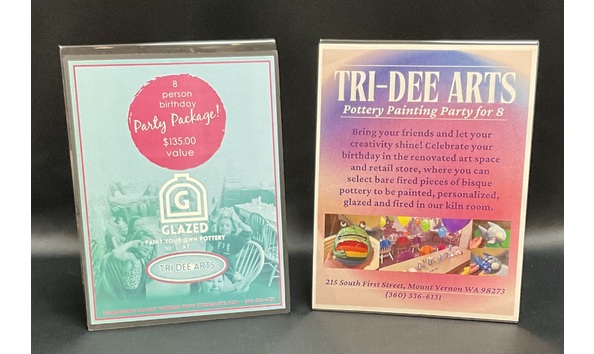 8
person
birthday
Party Package!
$135.00
value
G
GLAZED
PAINT YOUR OWN POTTERY
AT
TRI-DEE ARTS
TRI-DEE ARTS
Pottery Painting Party for 8
Bring your friends and let your
creativity shine! Celebrate your
birthday in the renovated art space
and retail store, where you can
select bare fired pieces of bisque
pottery to be painted, personalized,
glazed and fired in our kiln room.
215 South First Street, Mount Vernon WA 98273
(360) 336-6131